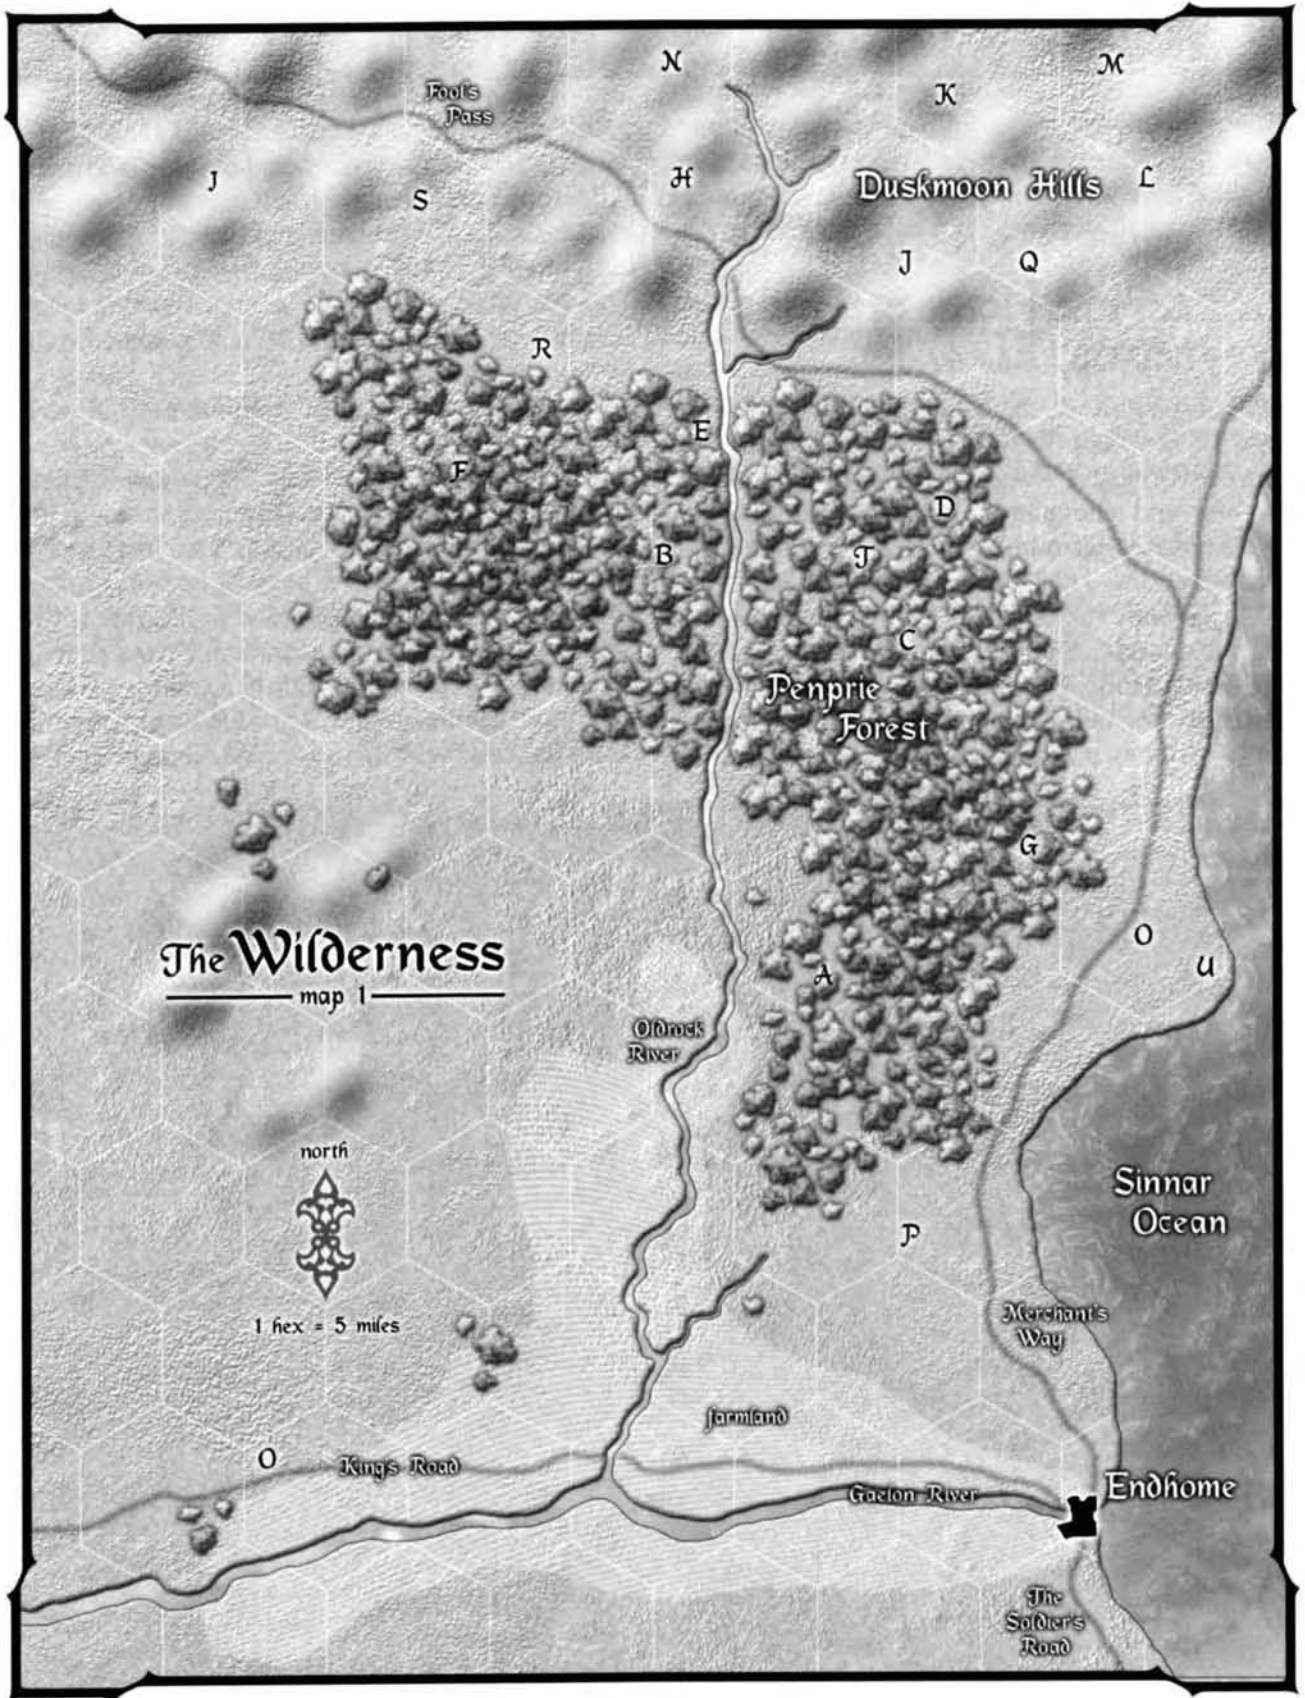 N
M
Fool's
Pass
K
J
S
H
Duskmoon Hills
L
J
Q
R
E
F
D
B
T
C
Penprie
Forest
G
The Wilderness
map 1
O
U
A
Oldrock
River
north
Sinnar
Ocean
P
1 hex = 5 miles
Merchant's
Way
farmland
O
King's Road
Gaelon River
Endhome
The
Soldier's
Road